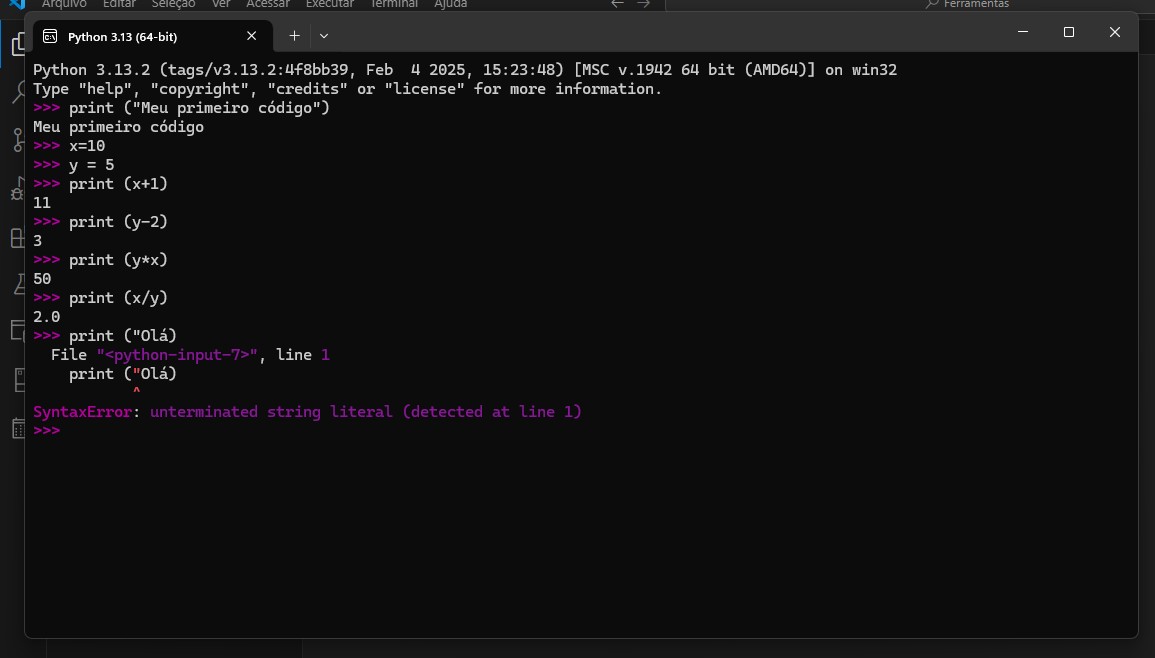 Arquivo Editar Seleção Ver Acessar Executar Terminal Ajuda Ferramentas
Python 3.13 (64-bit)
Python 3.13.2 (tags/v3.13.2:4f8bb39, Feb  4 2025, 15:23:48) [MSC v.1942 64 bit (AMD64)] on win32
Type "help", "copyright", "credits" or "license" for more information.
>>> print ("Meu primeiro código")
Meu primeiro código
>>> x=10
>>> y = 5
>>> print (x+1)
11
>>> print (y-2)
3
>>> print (y*x)
50
>>> print (x/y)
2.0
>>> print ("Olá)
  File "<python-input-7>", line 1
    print ("Olá)
           ^
SyntaxError: unterminated string literal (detected at line 1)
>>>